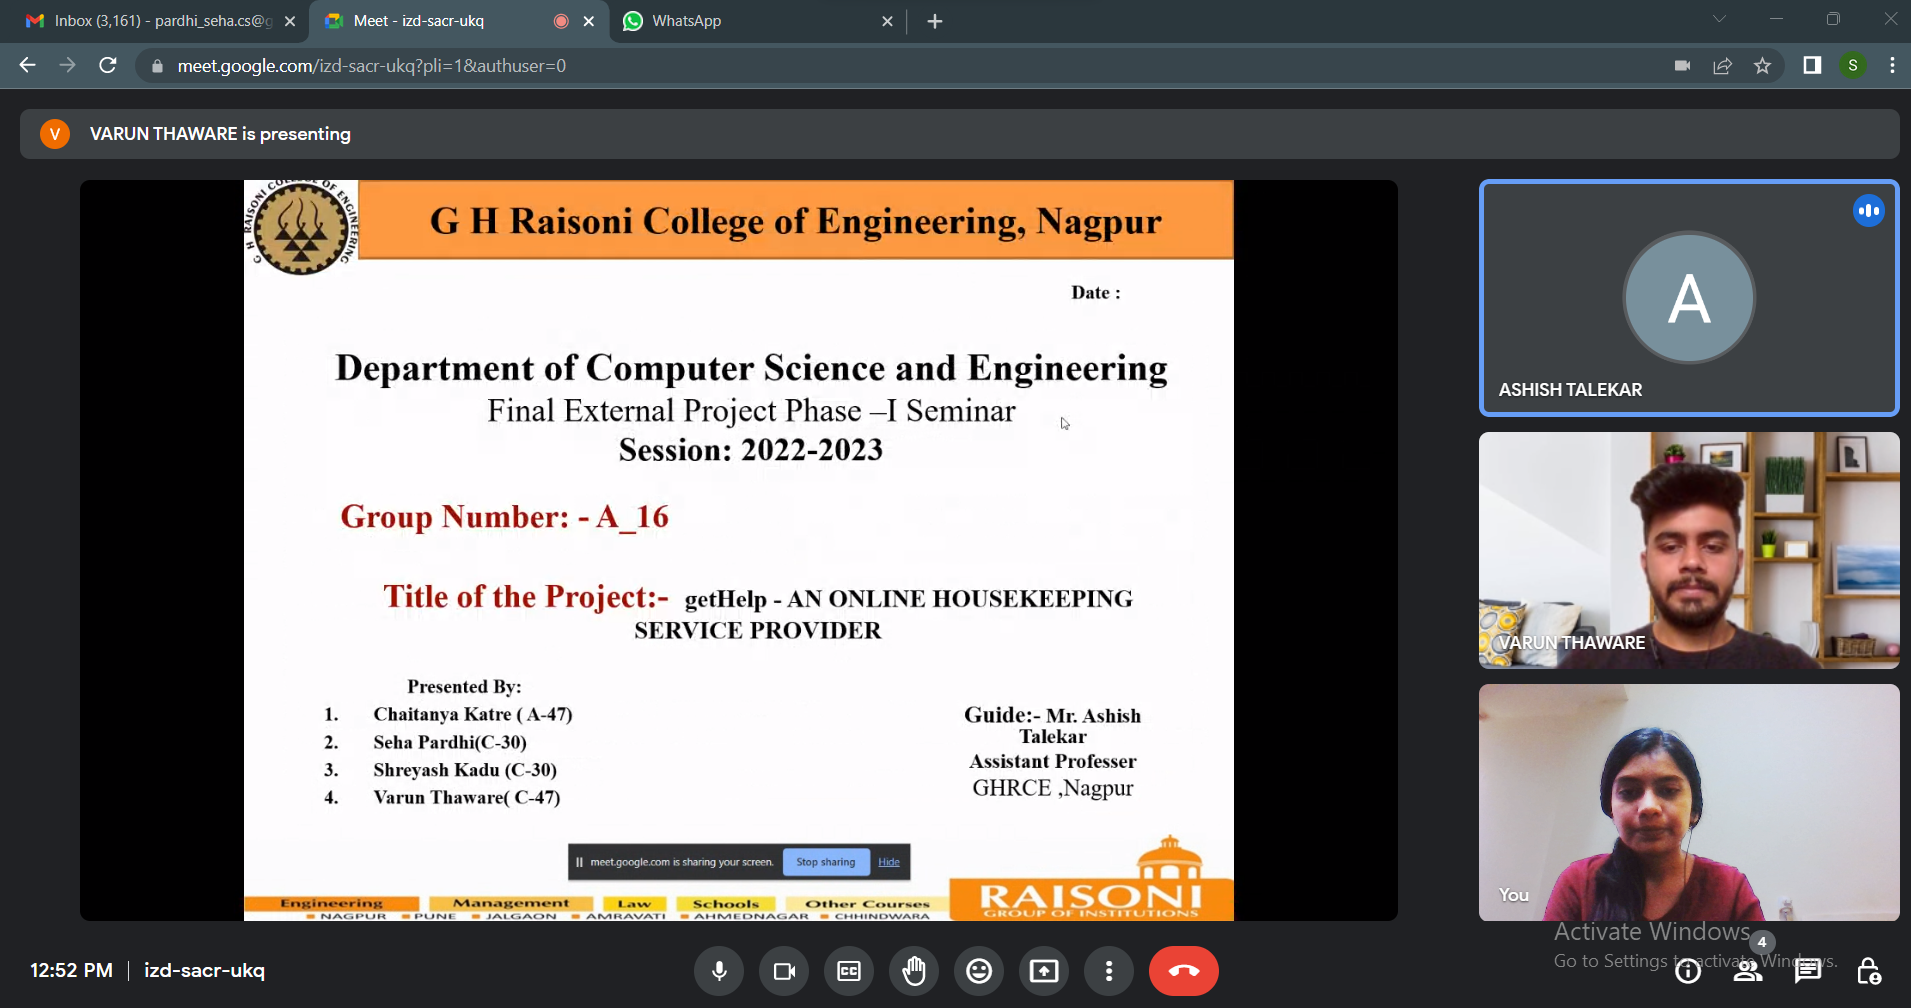 Inbox (3,161) - pardhi_seha.cs@g
Meet - izd-sacr-ukq
WhatsApp
meet.google.com/izd-sacr-ukq?pli=1&authuser=0
S
V
VARUN THAWARE is presenting
G H RAISONI COLLEGE OF ENGINEERING
G H Raisoni College of Engineering, Nagpur
Date :
Department of Computer Science and Engineering
Final External Project Phase –I Seminar
Session: 2022-2023
Group Number: - A_16
Title of the Project:- getHelp - AN ONLINE HOUSEKEEPING
SERVICE PROVIDER
Presented By:
1. Chaitanya Katre ( A-47)
2. Seha Pardhi(C-30)
3. Shreyash Kadu (C-30)
4. Varun Thaware( C-47)
Guide:- Mr. Ashish
Talekar
Assistant Professer
GHRCE ,Nagpur
meet.google.com is sharing your screen. Stop sharing Hide
Engineering Management Law Schools Other Courses
NAGPUR PUNE JALGAON AMRAVATI AHMEDNAGAR CHHINDWARA
RAISONI
GROUP OF INSTITUTIONS
A
ASHISH TALEKAR
VARUN THAWARE
You
Activate Windows
Go to Settings to activate Windows.
4
12:52 PM | izd-sacr-ukq
CC